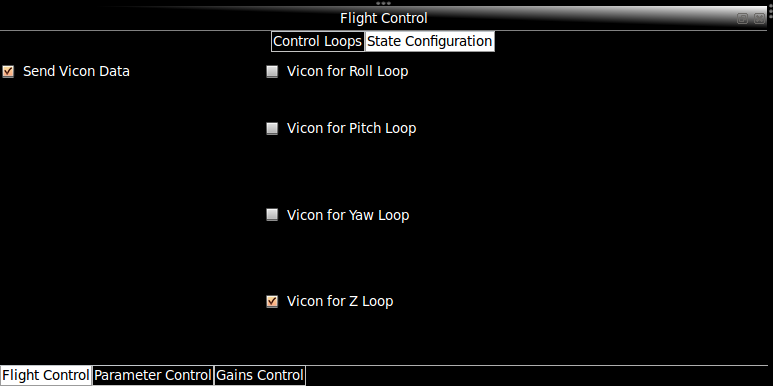 Flight Control
Control Loops State Configuration
Send Vicon Data Vicon for Roll Loop
Vicon for Pitch Loop
Vicon for Yaw Loop
Vicon for Z Loop
Flight Control Parameter Control Gains Control